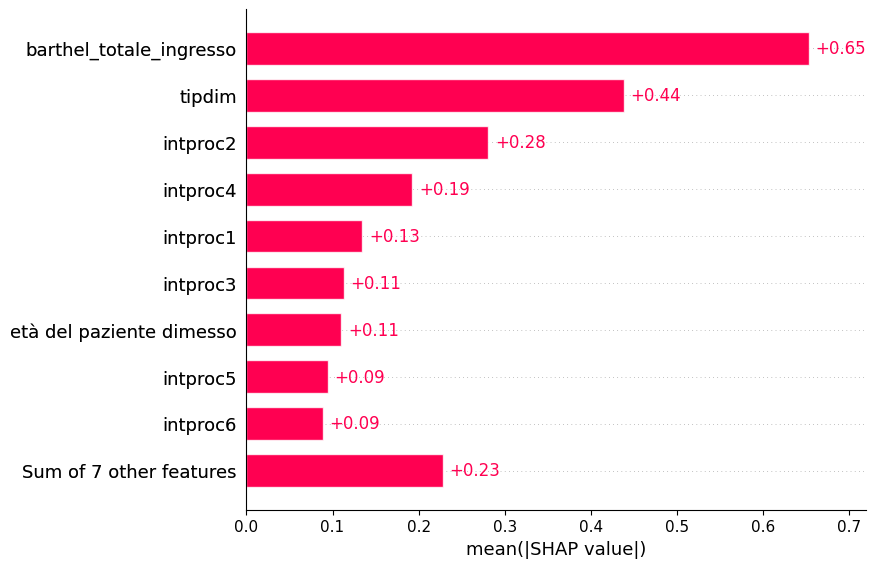 barthel_totale_ingresso +0.65
tipdim +0.44
intproc2 +0.28
intproc4 +0.19
intproc1 +0.13
intproc3 +0.11
età del paziente dimesso +0.11
intproc5 +0.09
intproc6 +0.09
Sum of 7 other features +0.23
0.0 0.1 0.2 0.3 0.4 0.5 0.6 0.7
mean(|SHAP value|)